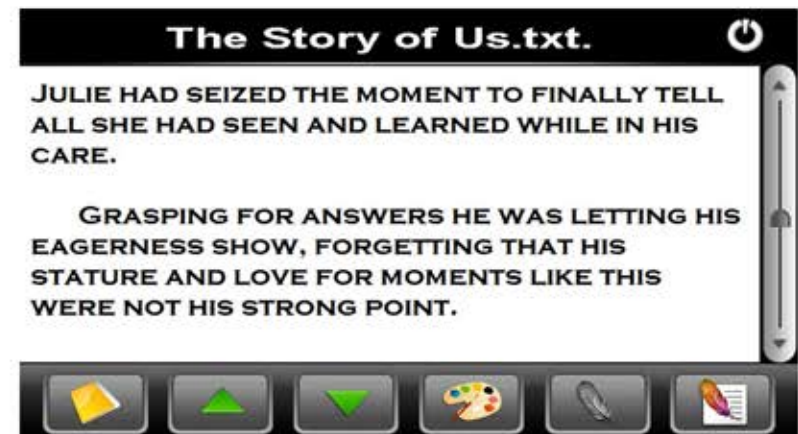 The Story of Us.txt.
JULIE HAD SEIZED THE MOMENT TO FINALLY TELL
ALL SHE HAD SEEN AND LEARNED WHILE IN HIS
CARE.
GRASPING FOR ANSWERS HE WAS LETTING HIS
EAGERNESS SHOW, FORGETTING THAT HIS
STATURE AND LOVE FOR MOMENTS LIKE THIS
WERE NOT HIS STRONG POINT.